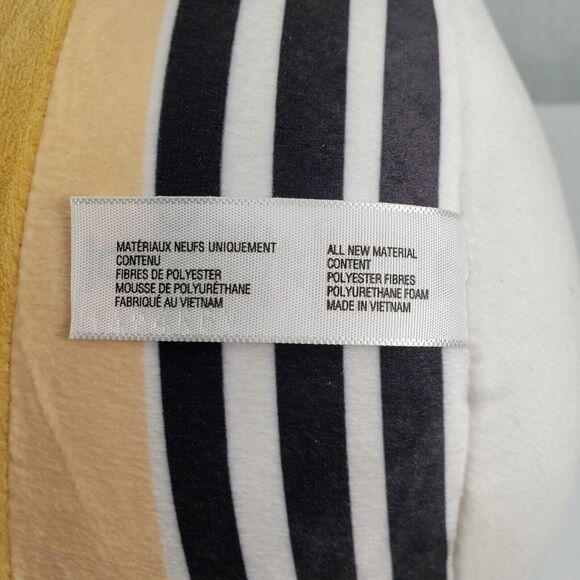 MATÉRIAUX NEUFS UNIQUEMENT
CONTENU
FIBRES DE POLYESTER
MOUSSE DE POLYURÉTHANE
FABRIQUÉ AU VIETNAM
ALL NEW MATERIAL
CONTENT
POLYESTER FIBRES
POLYURETHANE FOAM
MADE IN VIETNAM